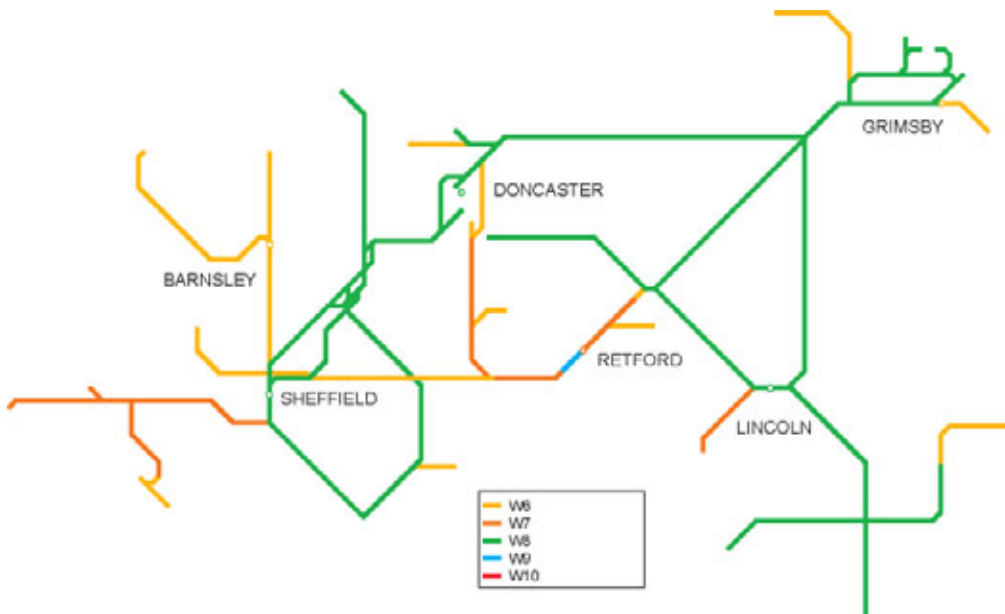 GRIMSBY
DONCASTER
BARNSLEY
RETFORD
SHEFFIELD
LINCOLN
W6
W7
W8
W9
W10